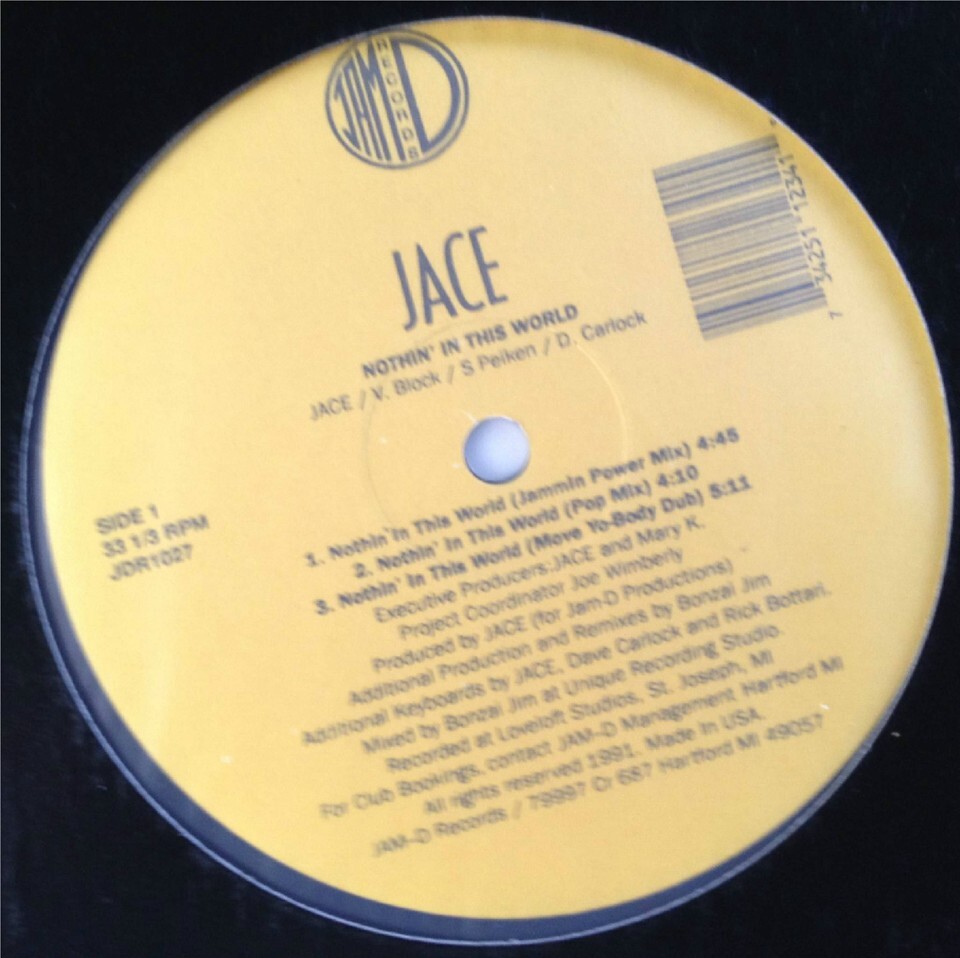 JAM D RECORDS
JACE
NOTHIN' IN THIS WORLD
JACE / V. Block / S Peiken / D. Carlock
7 34251 12341
SIDE 1
33 1/3 RPM
JDR1027
1. Nothin' In This World (Jammin Power Mix) 4:45
2. Nothin' In This World (Pop Mix) 4:10
3. Nothin' In This World (Move Yo-Body Dub) 5:11
Executive Producers:JACE and Mary K.
Project Coordinator Joe Wimberly
Produced by JACE (for Jam-D Productions)
Additional Production and Remixes by Bonzai Jim
Additional Keyboards by JACE, Dave Carlock and Rick Bottari.
Mixed by Bonzai Jim at Unique Recording Studio.
Recorded at Loveloft Studios, St. Joseph, MI
For Club Bookings, contact JAM-D Management Hartford MI
All rights reserved 1991. Made In USA.
JAM-D Records / 79997 Cr 687 Hartford MI 49057